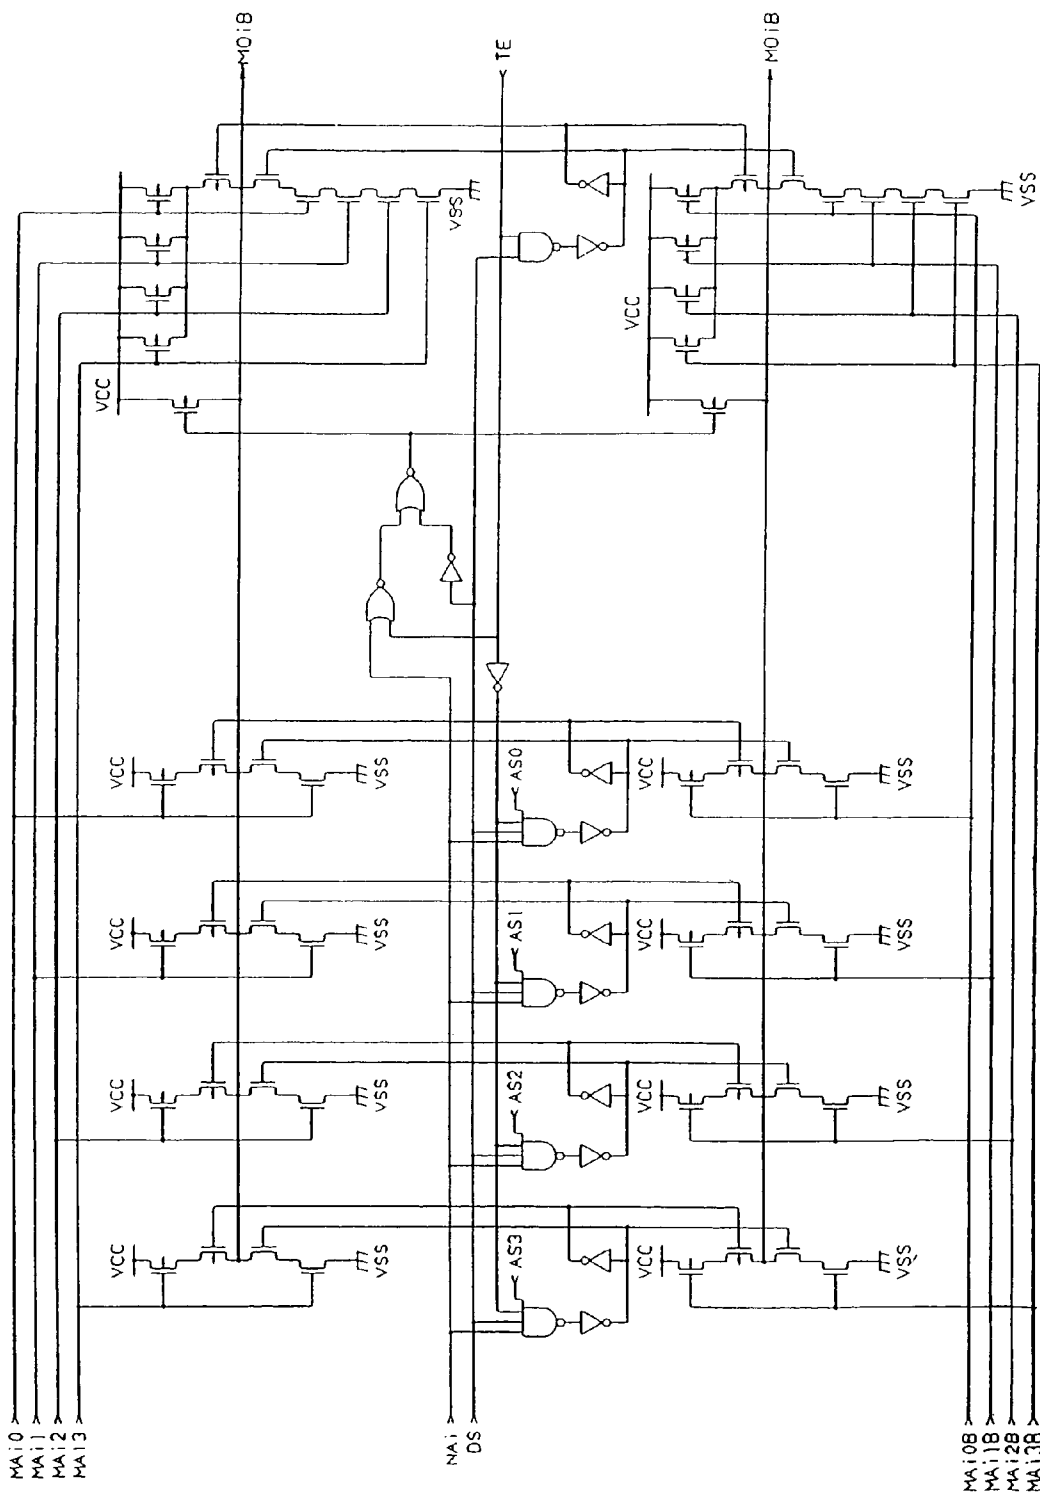 MAi0
MAi1
MAi2
MAi3
VCC
VCC
VCC
VCC
VCC
MOiB
VSS
VSS
VSS
VSS
VSS
NAi
DS
TE
AS3
AS2
AS1
AS0
VCC
VCC
VCC
VCC
VCC
MOiB
VSS
VSS
VSS
VSS
VSS
MAi0B
MAi1B
MAi2B
MAi3B